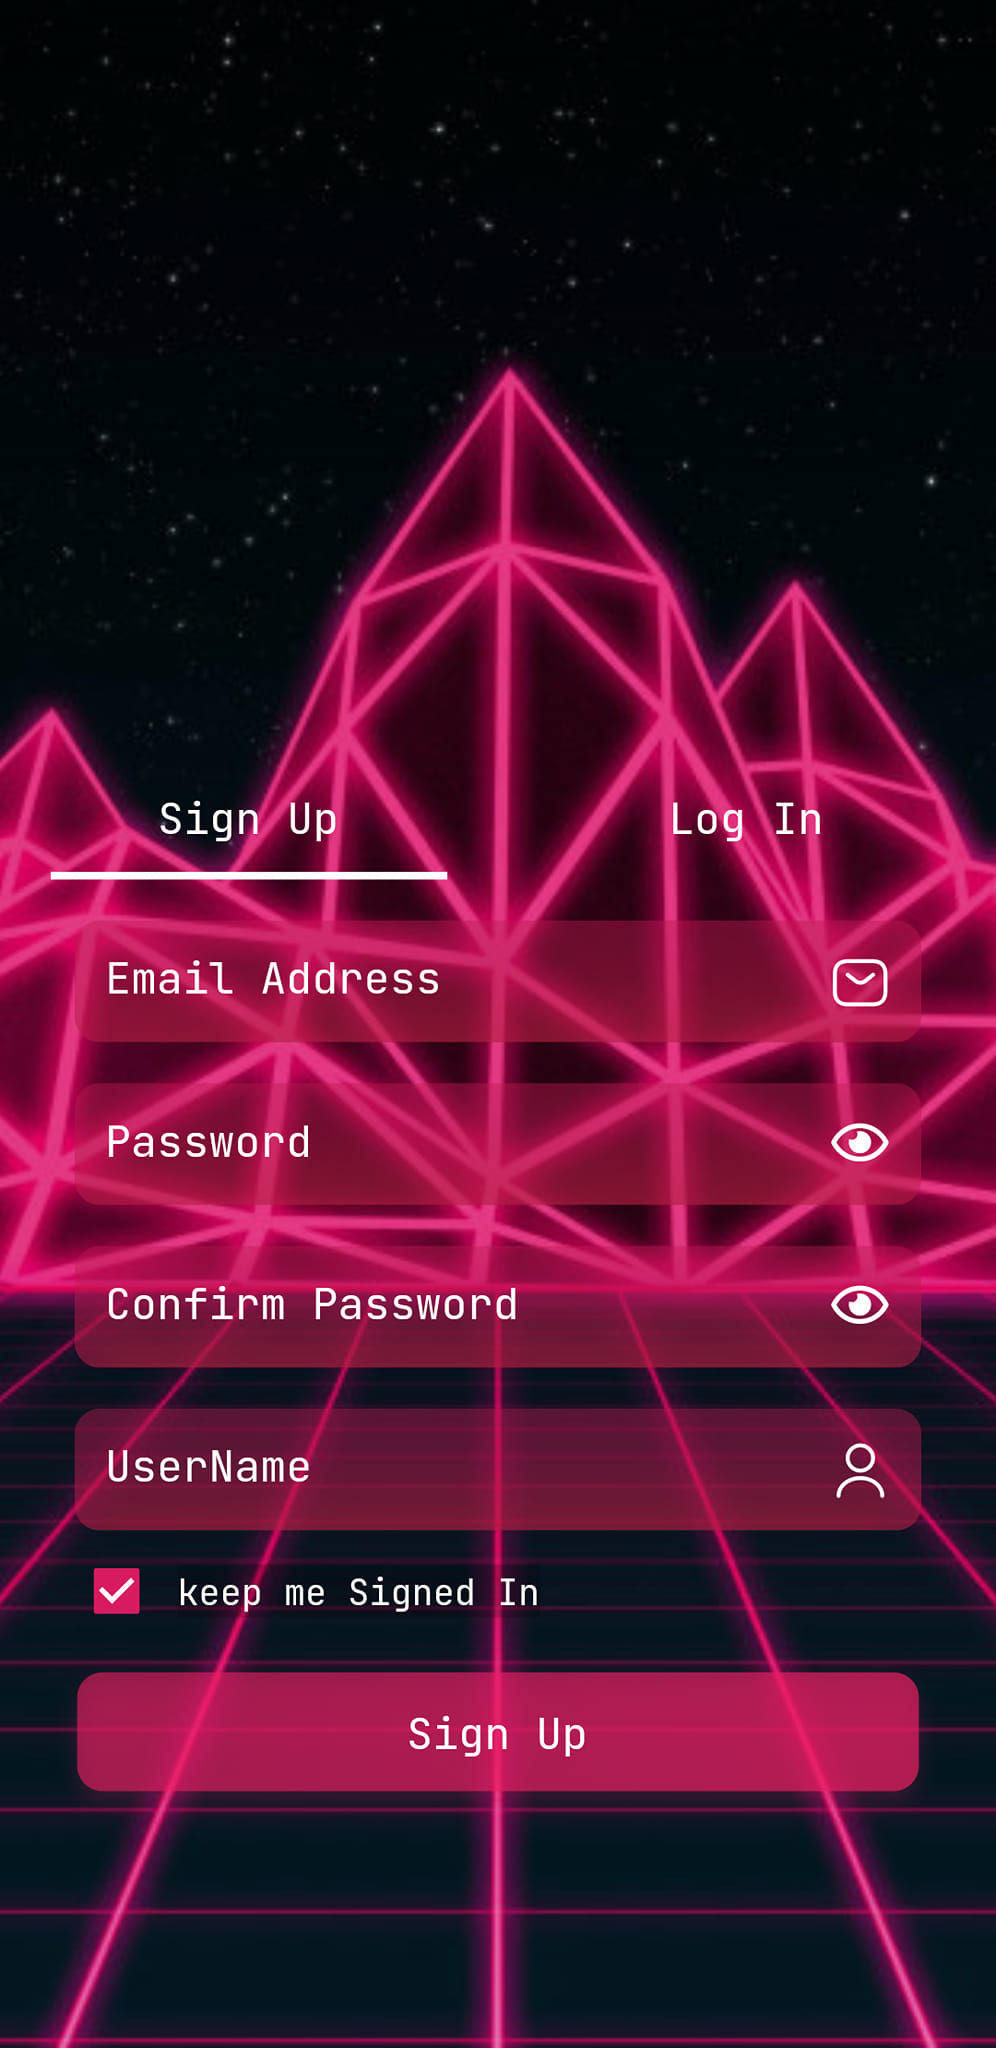 Sign Up
Log In
Email Address
Password
Confirm Password
UserName
keep me Signed In
Sign Up